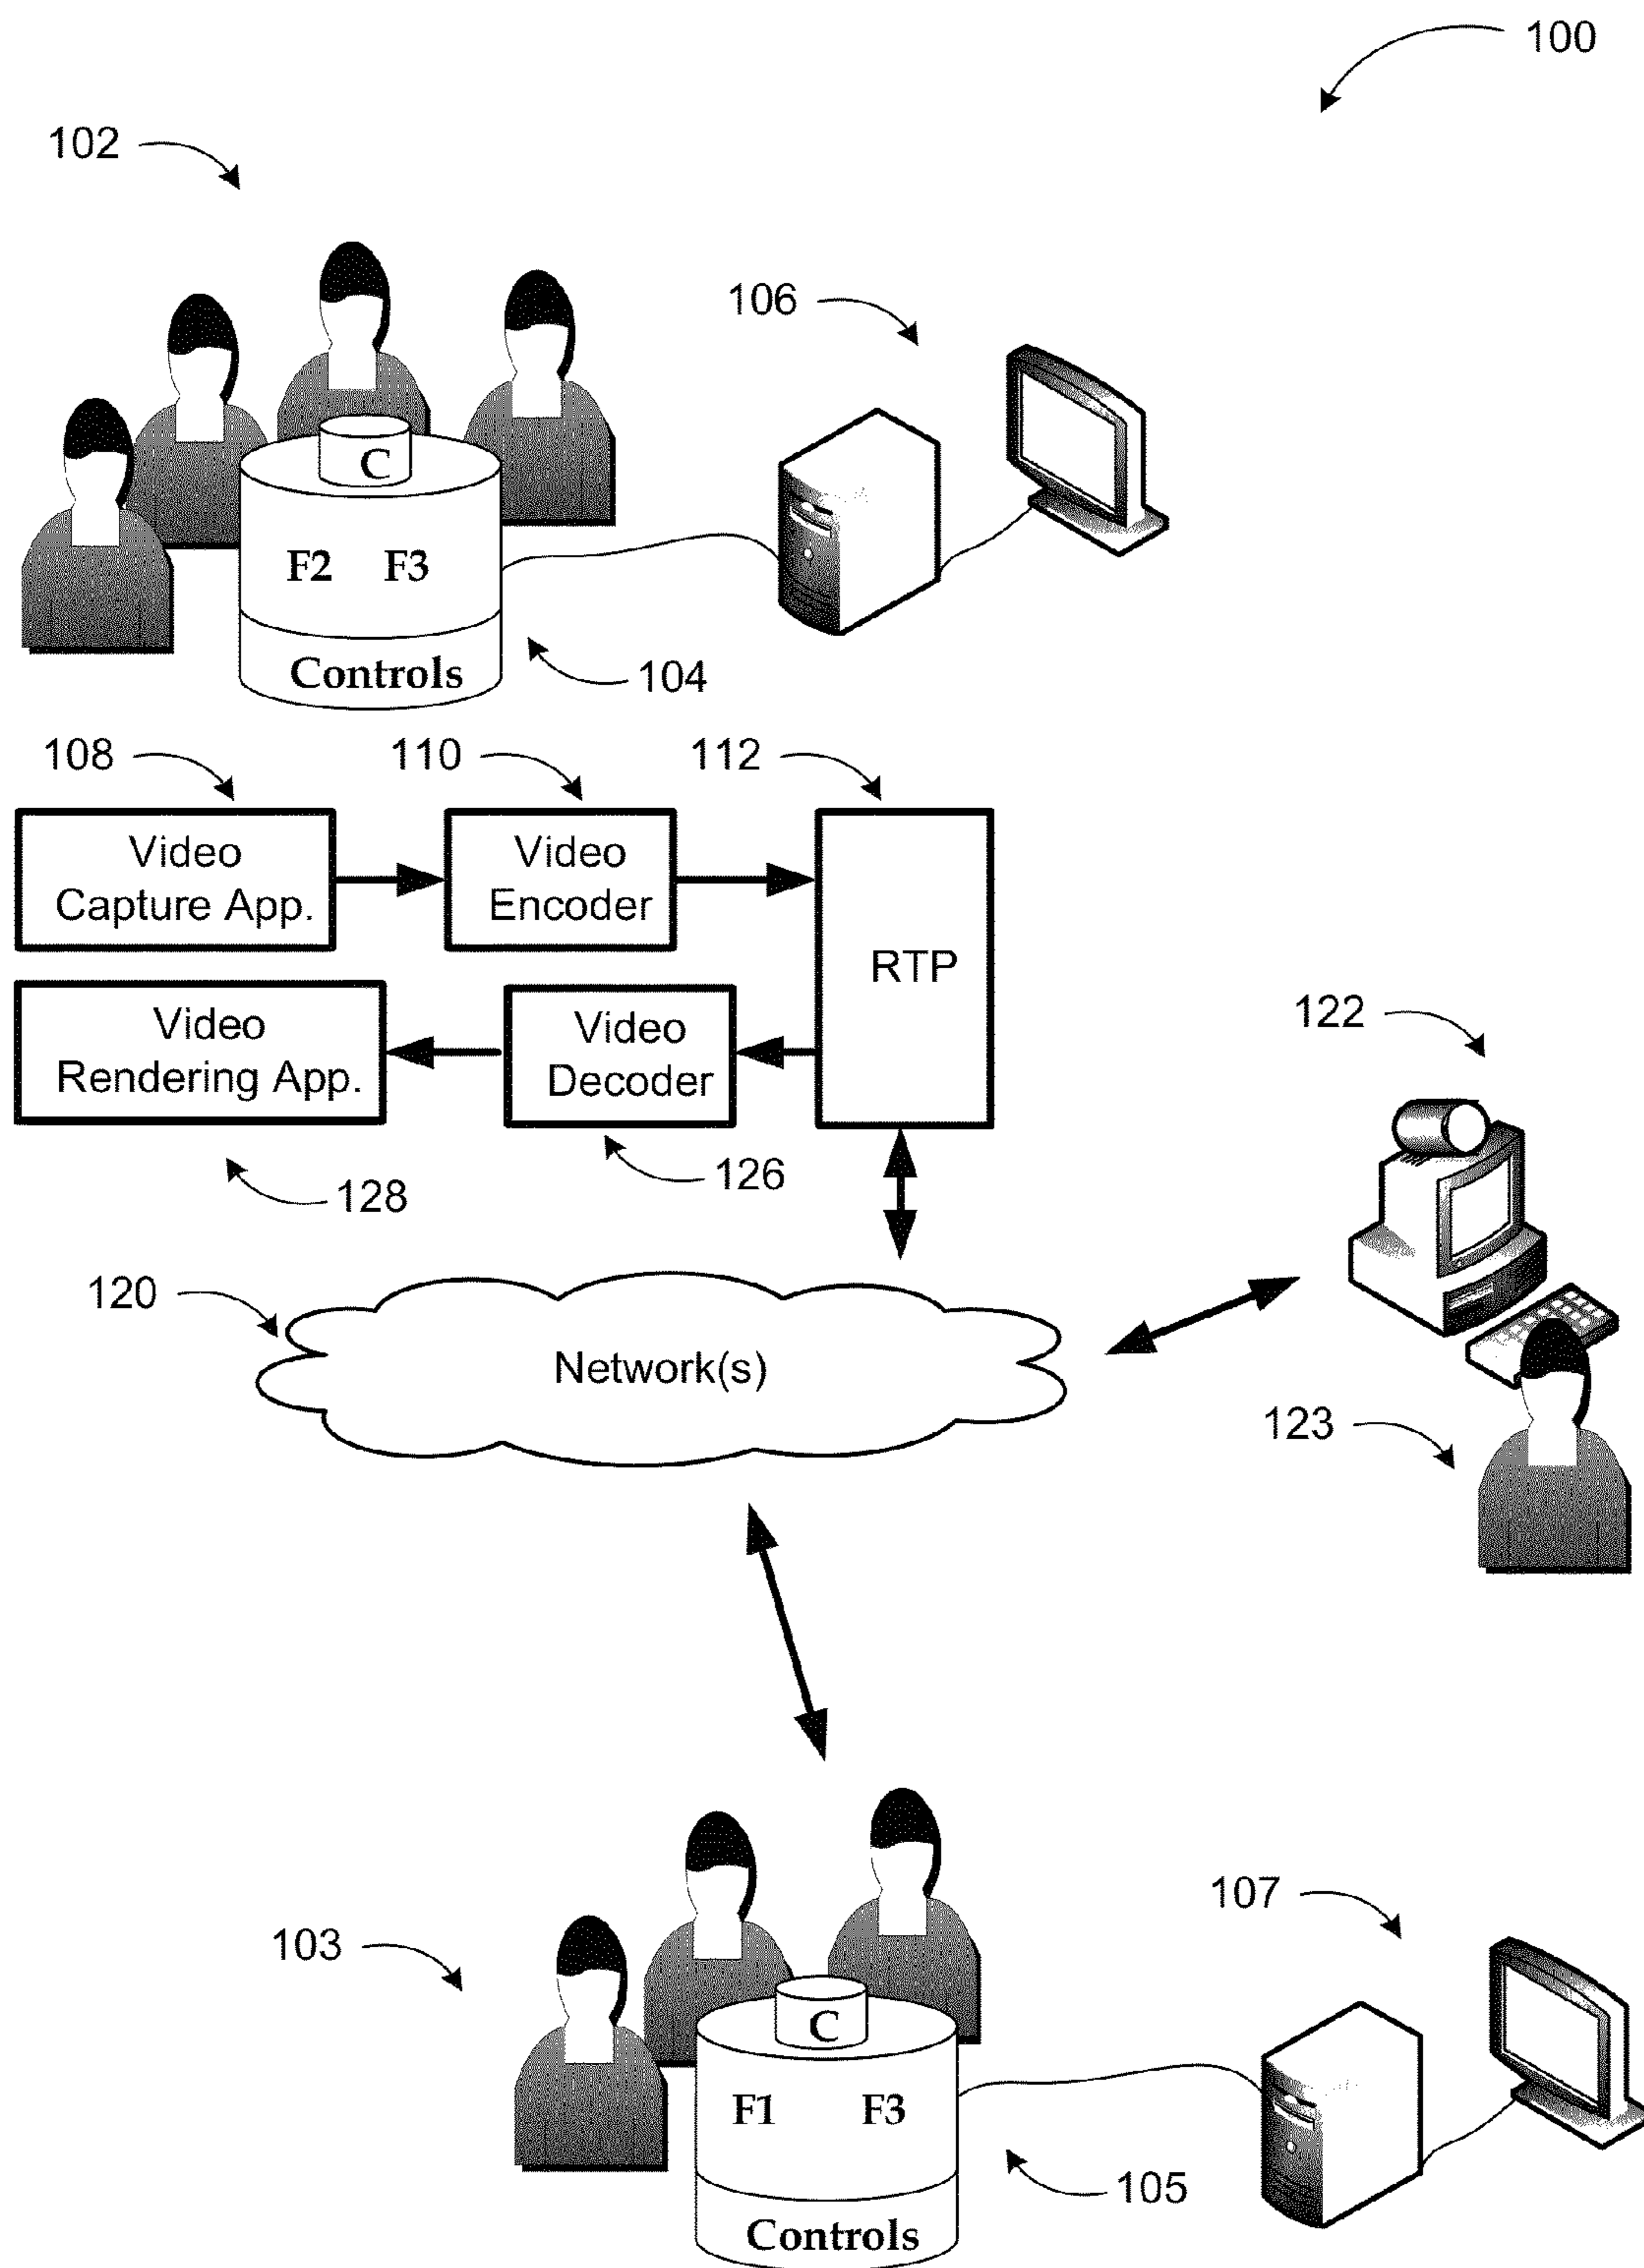 100
102
106
C
F2 F3
Controls
104
108
110
112
Video
Capture App.
Video
Encoder
RTP
Video
Rendering App.
Video
Decoder
122
126
128
120
Network(s)
123
107
103
C
F1 F3
105
Controls